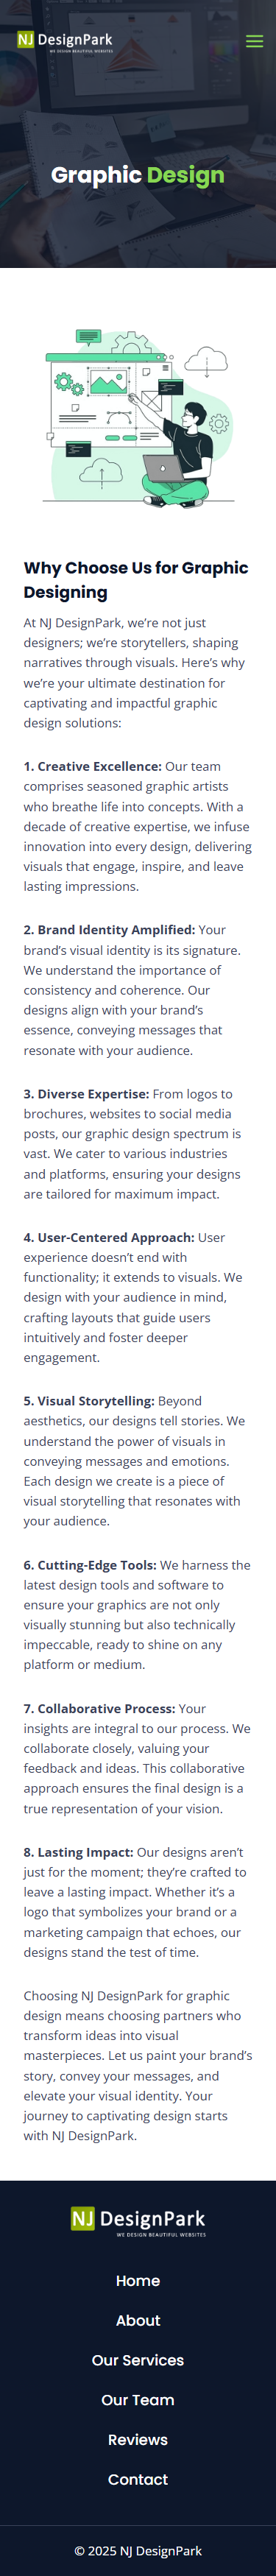 NJ DesignPark
WE DESIGN BEAUTIFUL WEBSITES
Graphic Design
Why Choose Us for Graphic
Designing
At NJ DesignPark, we’re not just
designers; we’re storytellers, shaping
narratives through visuals. Here’s why
we’re your ultimate destination for
captivating and impactful graphic
design solutions:
1. Creative Excellence: Our team
comprises seasoned graphic artists
who breathe life into concepts. With a
decade of creative expertise, we infuse
innovation into every design, delivering
visuals that engage, inspire, and leave
lasting impressions.
2. Brand Identity Amplified: Your
brand’s visual identity is its signature.
We understand the importance of
consistency and coherence. Our
designs align with your brand’s
essence, conveying messages that
resonate with your audience.
3. Diverse Expertise: From logos to
brochures, websites to social media
posts, our graphic design spectrum is
vast. We cater to various industries
and platforms, ensuring your designs
are tailored for maximum impact.
4. User-Centered Approach: User
experience doesn’t end with
functionality; it extends to visuals. We
design with your audience in mind,
crafting layouts that guide users
intuitively and foster deeper
engagement.
5. Visual Storytelling: Beyond
aesthetics, our designs tell stories. We
understand the power of visuals in
conveying messages and emotions.
Each design we create is a piece of
visual storytelling that resonates with
your audience.
6. Cutting-Edge Tools: We harness the
latest design tools and software to
ensure your graphics are not only
visually stunning but also technically
impeccable, ready to shine on any
platform or medium.
7. Collaborative Process: Your
insights are integral to our process. We
collaborate closely, valuing your
feedback and ideas. This collaborative
approach ensures the final design is a
true representation of your vision.
8. Lasting Impact: Our designs aren’t
just for the moment; they’re crafted to
leave a lasting impact. Whether it’s a
logo that symbolizes your brand or a
marketing campaign that echoes, our
designs stand the test of time.
Choosing NJ DesignPark for graphic
design means choosing partners who
transform ideas into visual
masterpieces. Let us paint your brand’s
story, convey your messages, and
elevate your visual identity. Your
journey to captivating design starts
with NJ DesignPark.
NJ DesignPark
WE DESIGN BEAUTIFUL WEBSITES
Home
About
Our Services
Our Team
Reviews
Contact
© 2025 NJ DesignPark